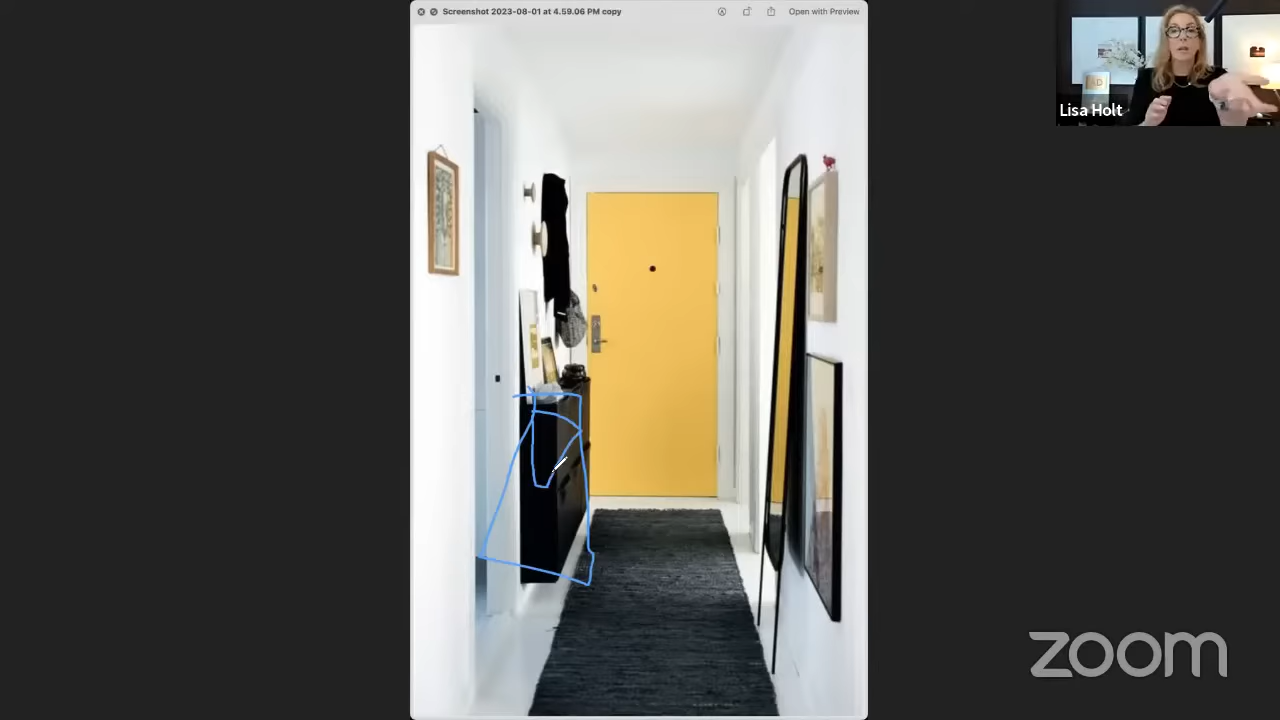 Screenshot 2023-08-01 at 4.59.06 PM copy
Open with Preview
Lisa Holt
zoom